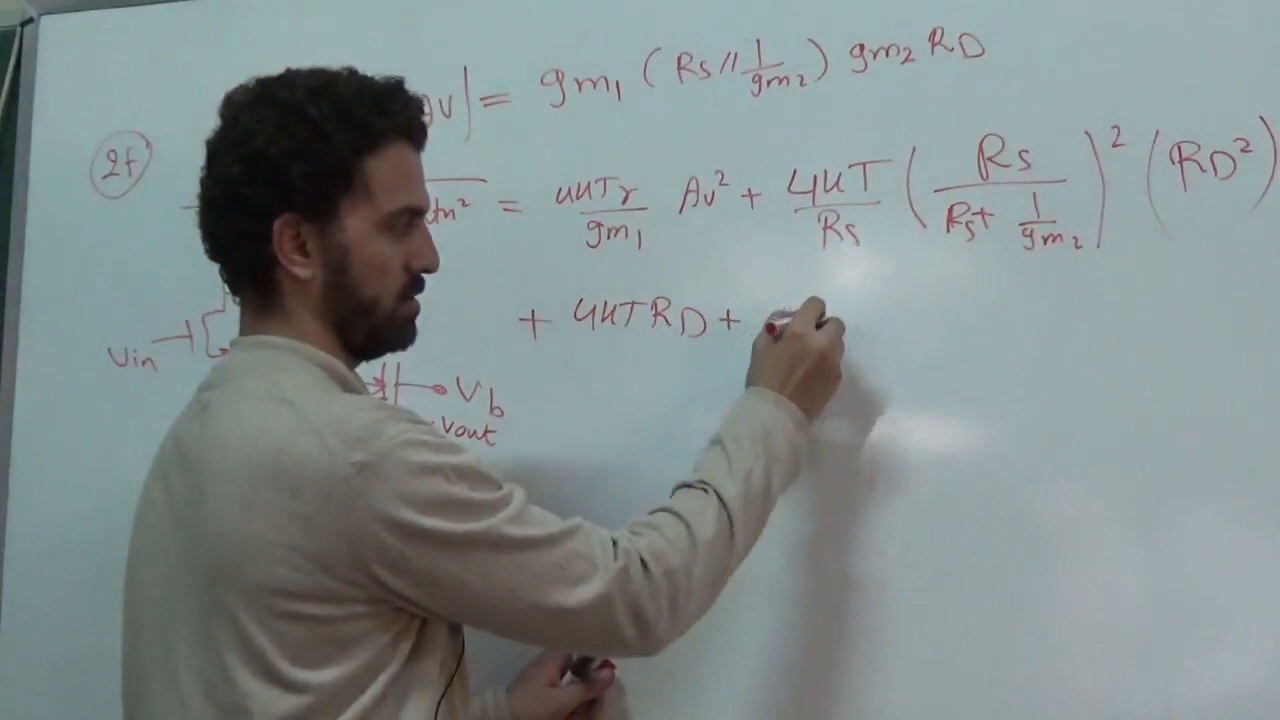 Av| = gm₁ (Rs // 1/gm₂) gm₂ RD
2f
n² = 4KTγ/gm₁ Av² + 4KT/Rs (Rs/(Rs + 1/gm₂))² (RD²)
+ 4KTRD +
Vin
Vb
Vout